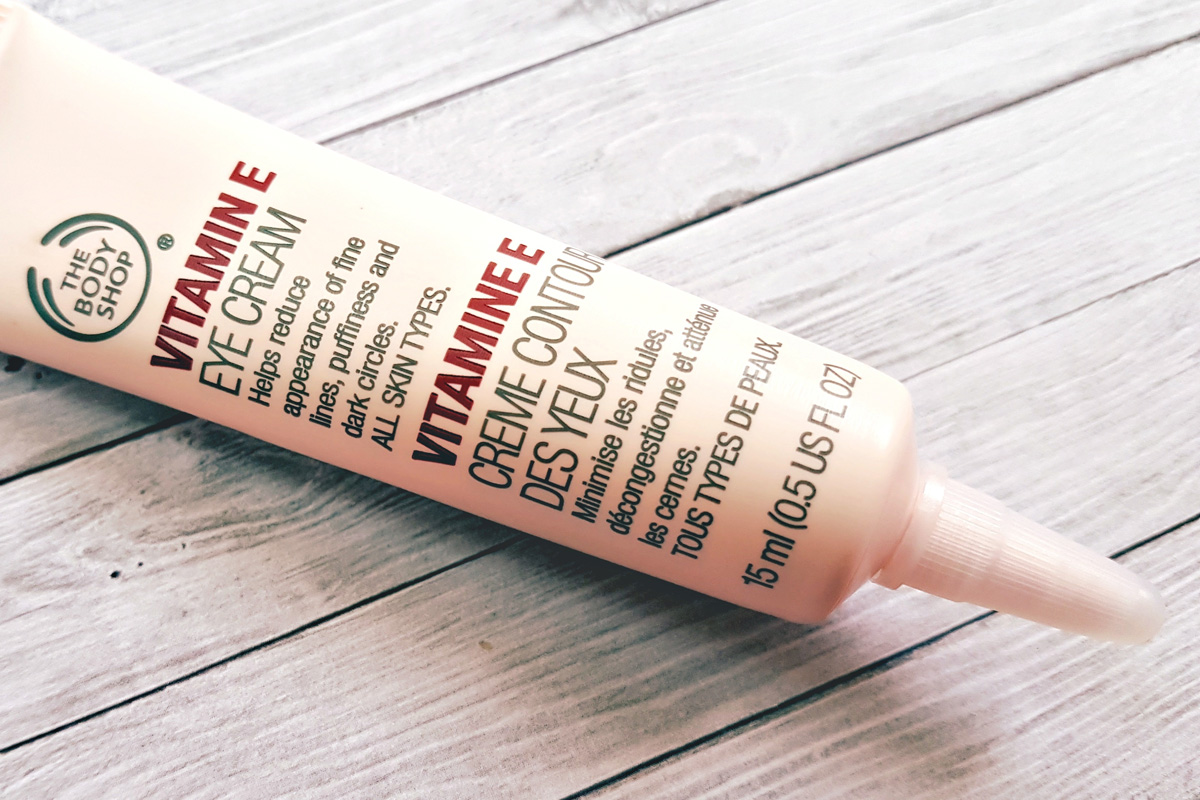 THE
BODY
SHOP
®
VITAMIN E
EYE CREAM
Helps reduce
appearance of fine
lines, puffiness and
dark circles.
ALL SKIN TYPES.
VITAMINE E
CREME CONTOUR
DES YEUX
Minimise les ridules,
décongestionne et atténue
les cernes.
TOUS TYPES DE PEAUX.
15 ml (0.5 US FL OZ)